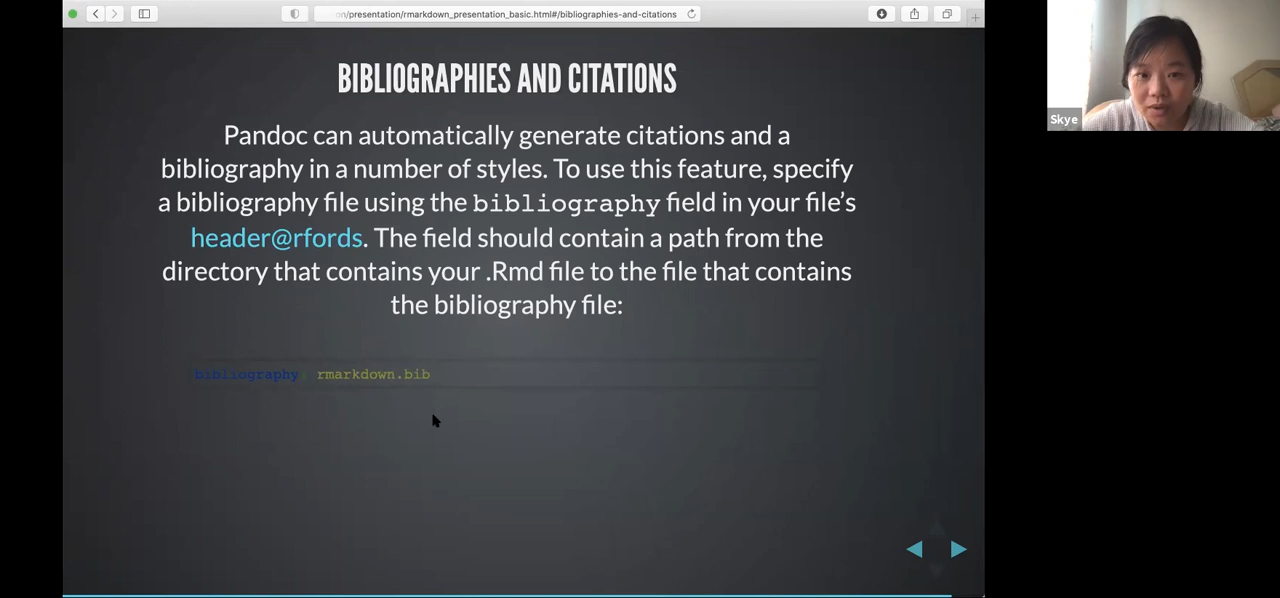 on/presentation/rmarkdown_presentation_basic.html#/bibliographies-and-citations
BIBLIOGRAPHIES AND CITATIONS
Skye
Pandoc can automatically generate citations and a
bibliography in a number of styles. To use this feature, specify
a bibliography file using the bibliography field in your file's
header@rfords. The field should contain a path from the
directory that contains your .Rmd file to the file that contains
the bibliography file:
bibliography: rmarkdown.bib